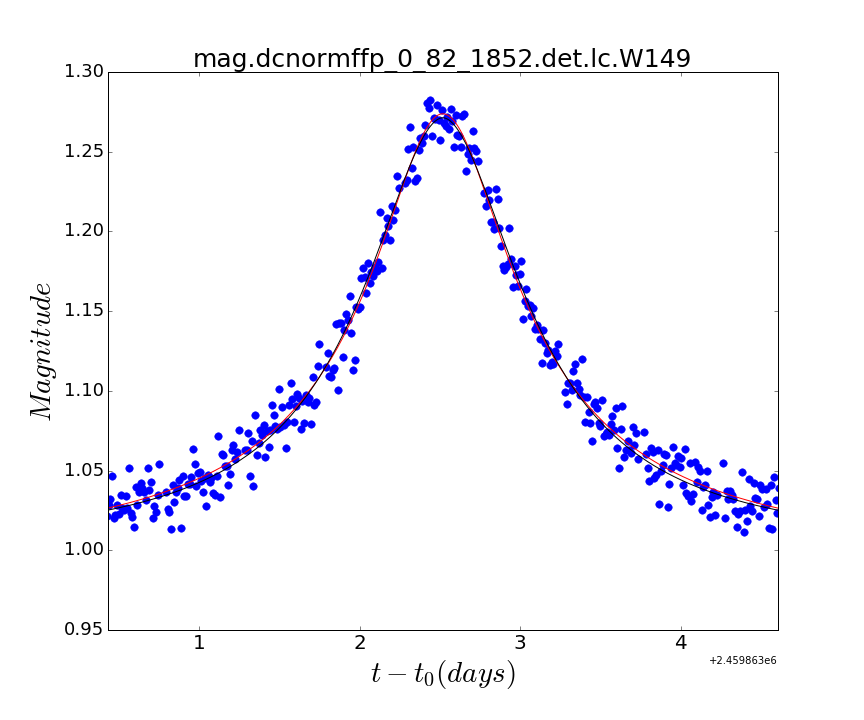 mag.dcnormffp_0_82_1852.det.lc.W149
1.30
1.25
1.20
1.15
1.10
1.05
1.00
0.95
Magnitude
1 2 3 4
+2.459863e6
t − t₀(days)